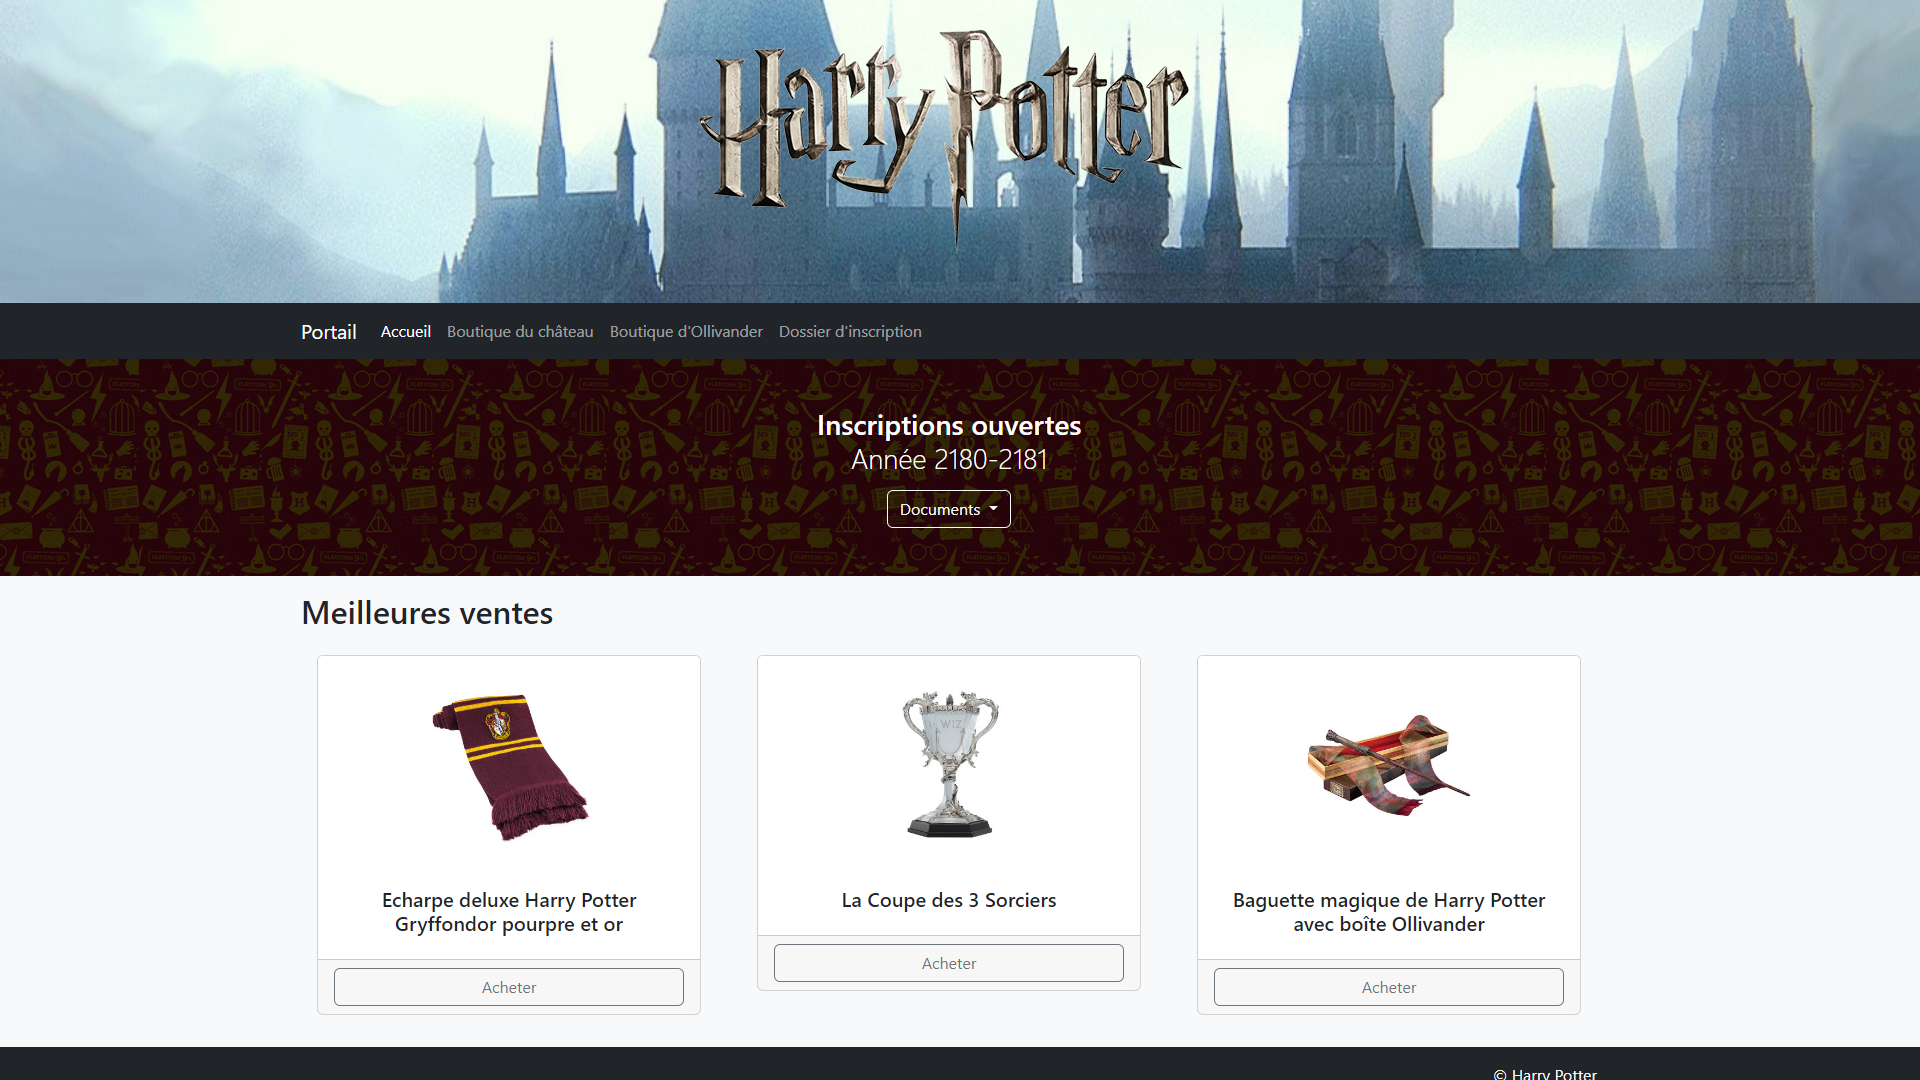 Harry Potter
Portail Accueil Boutique du château Boutique d'Ollivander Dossier d'inscription
Inscriptions ouvertes
Année 2180-2181
Documents
Meilleures ventes
Echarpe deluxe Harry Potter
Gryffondor pourpre et or
Acheter
La Coupe des 3 Sorciers
Acheter
Baguette magique de Harry Potter
avec boîte Ollivander
Acheter
© Harry Potter